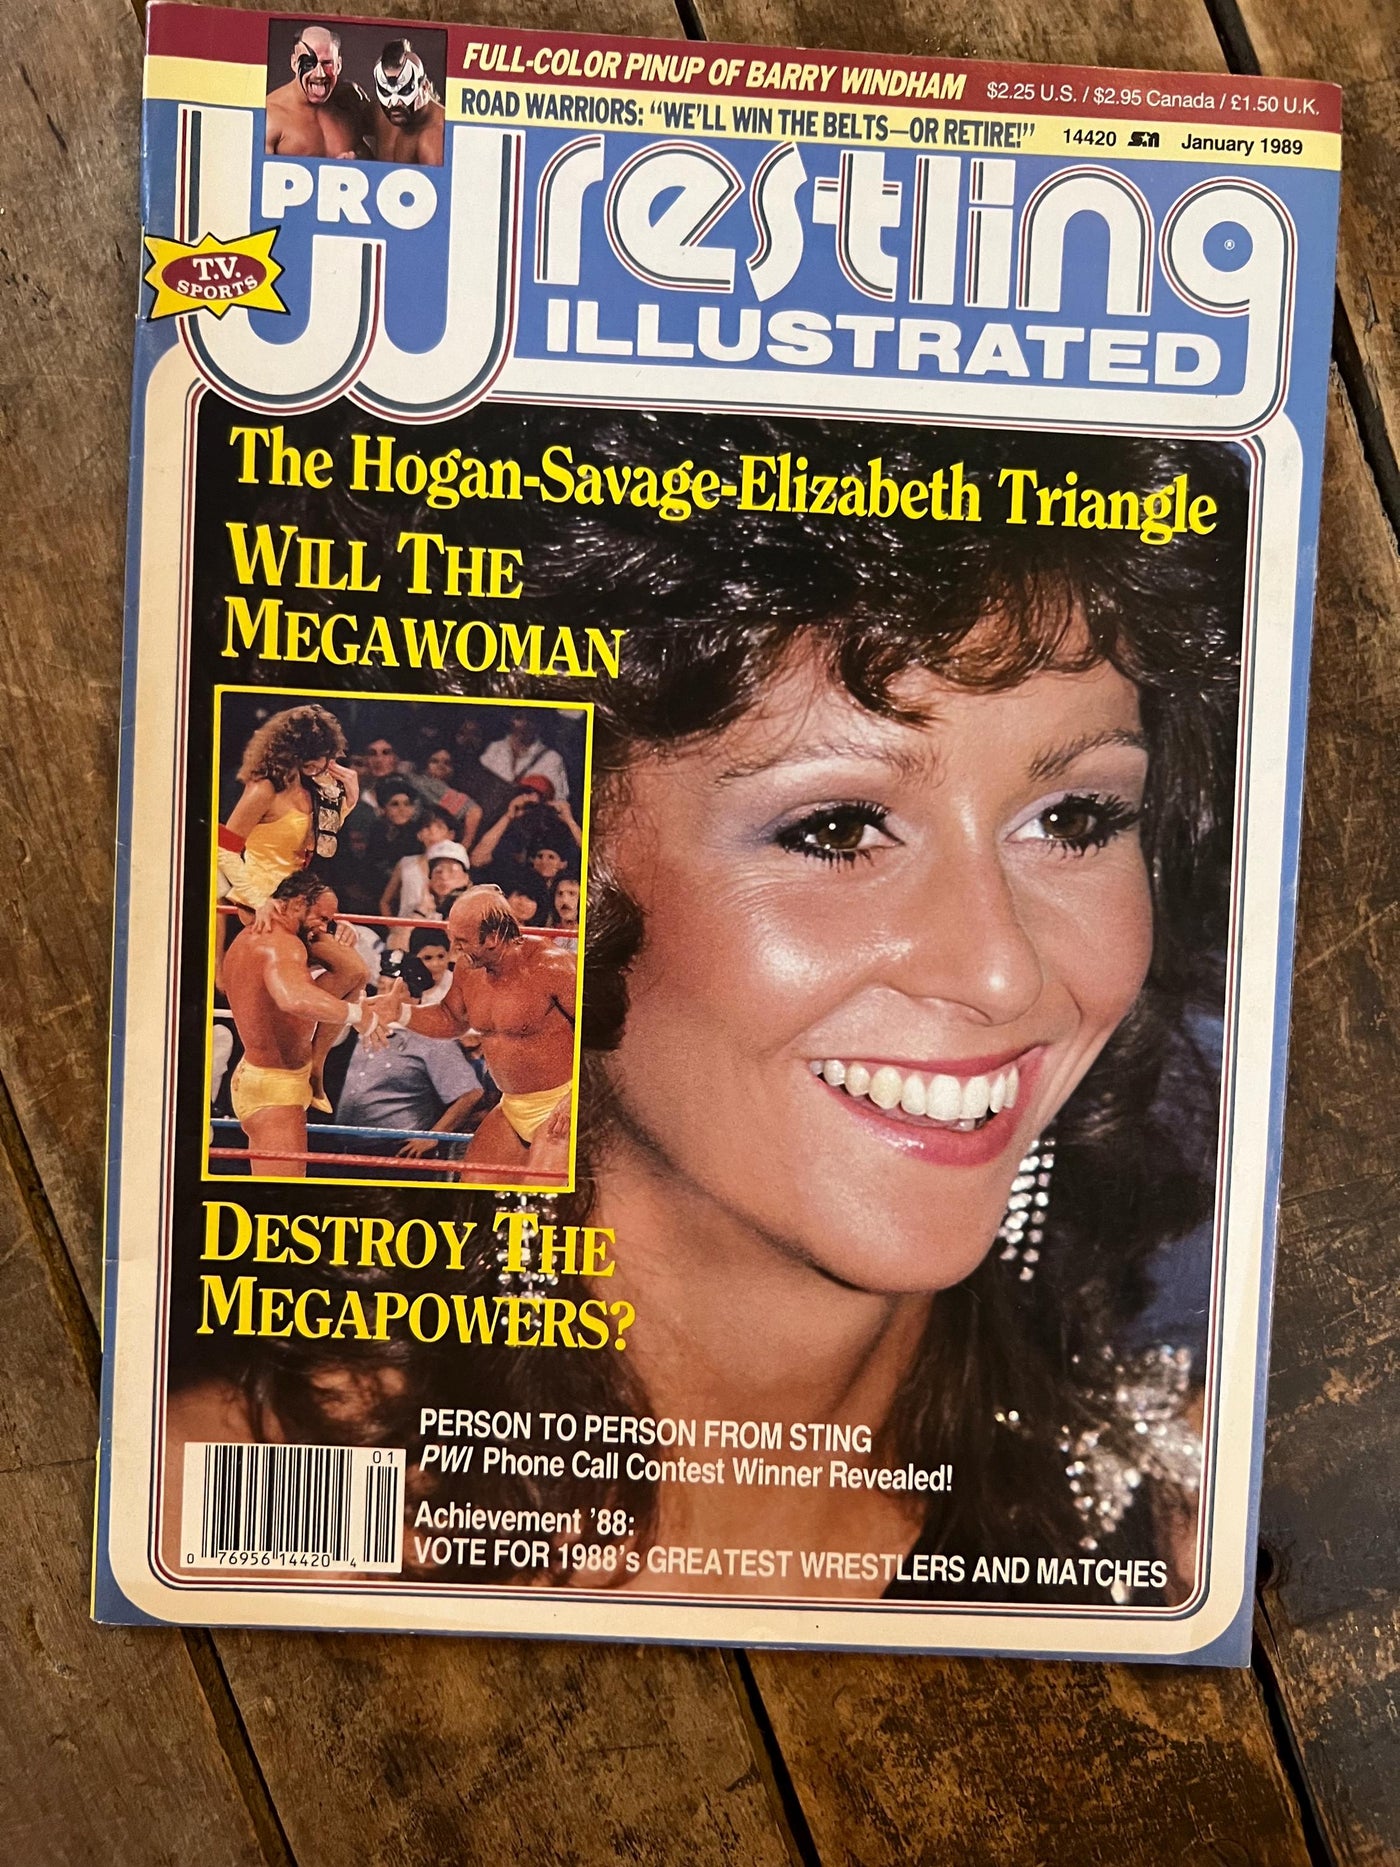 FULL-COLOR PINUP OF BARRY WINDHAM
$2.25 U.S. / $2.95 Canada / £1.50 U.K.
ROAD WARRIORS: “WE’LL WIN THE BELTS—OR RETIRE!”
14420 SM January 1989
PRO
Wrestling
®
T.V.
SPORTS
ILLUSTRATED
The Hogan-Savage-Elizabeth Triangle
WILL THE
MEGAWOMAN
DESTROY THE
MEGAPOWERS?
PERSON TO PERSON FROM STING
PWI Phone Call Contest Winner Revealed!
Achievement ’88:
VOTE FOR 1988’s GREATEST WRESTLERS AND MATCHES
01
0 76956 14420 4